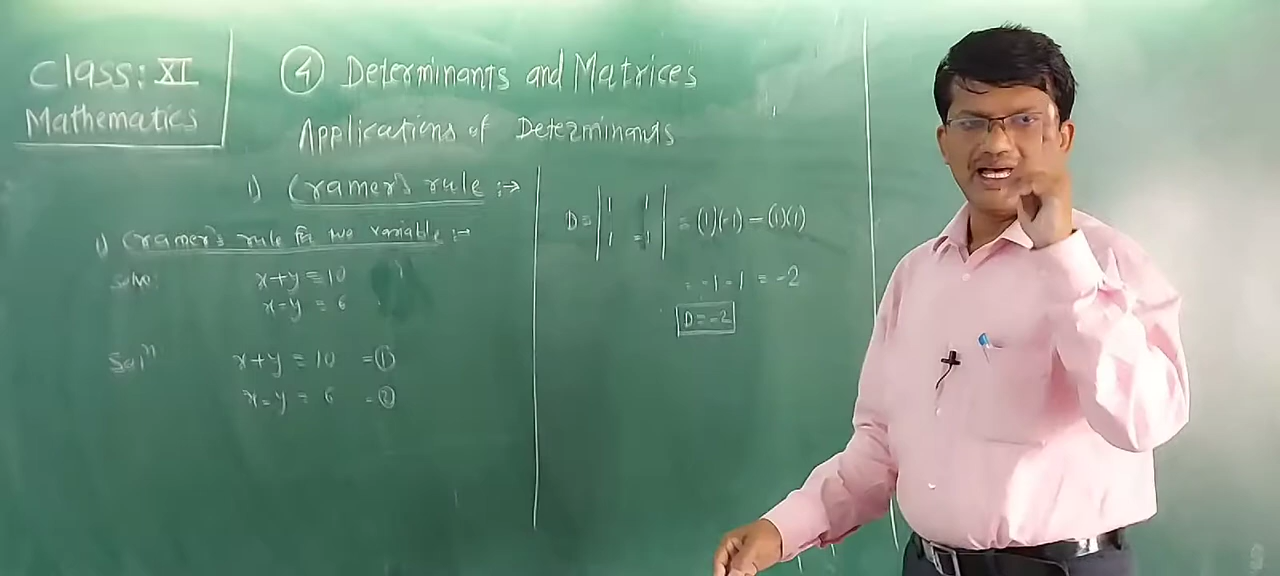 Class: XI
Mathematics
④ Determinants and Matrices
Applications of Determinants
1) Cramer's rule :→
1) Cramer's rule for two variable :→
Solve: x+y = 10
x-y = 6
Solⁿ x+y = 10 =①
x-y = 6 =②
D = | 1 1 | = (1)(-1) - (1)(1)
| 1 -1 |
= -1 - 1 = -2
D = -2